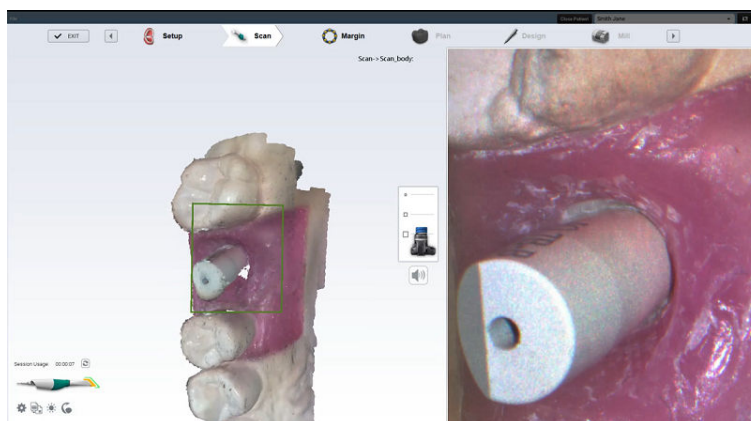 Close Patient Smith Jane
EXIT Setup Scan Margin Plan Design Mill
Scan->Scan_body:
Session Usage: 00:00:07